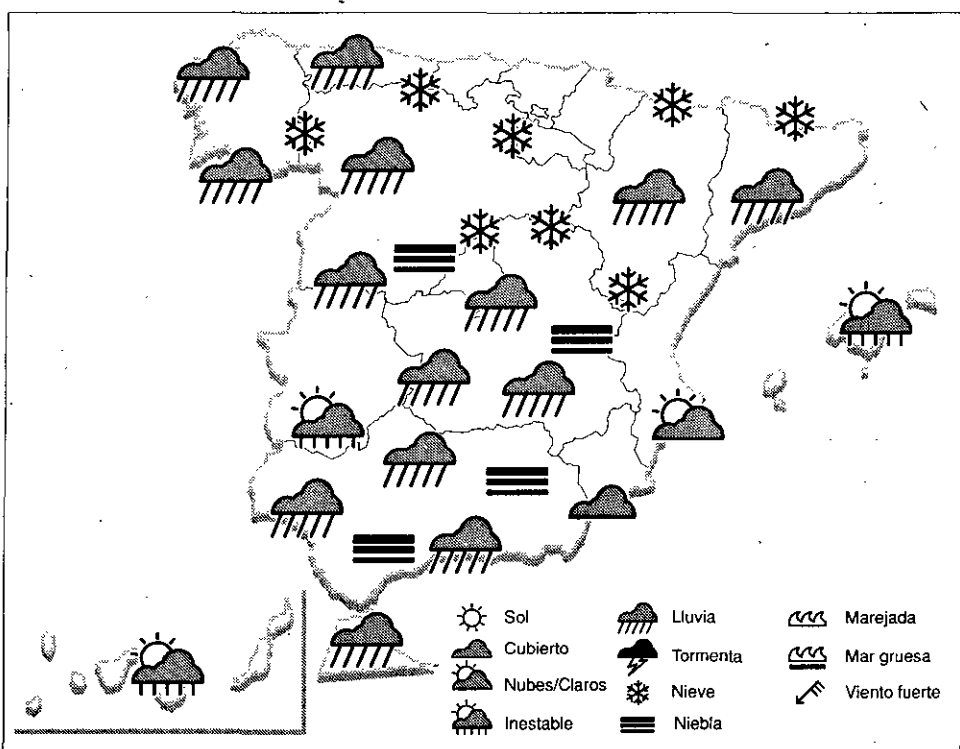 Sol
Cubierto
Nubes/Claros
Inestable
Lluvia
Tormenta
Nieve
Niebla
Marejada
Mar gruesa
Viento fuerte